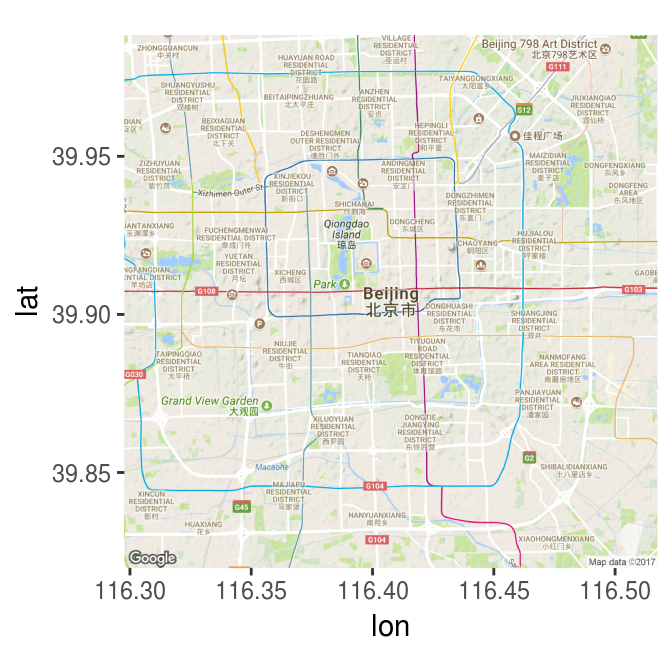 VILLAGE
RESIDENTIAL
DISTRICT
亚运村
Beijing 798 Art District
北京798艺术区
ZHONGGUANCUN
中关村
HUAYUAN ROAD
RESIDENTIAL
DISTRICT
花园路
G111
TAIYANGGONGXIANG
太阳宫乡
SHUANGYUSHU
RESIDENTIAL
DISTRICT
双榆树
BEITAIPINGZHUANG
北太平庄
ANZHEN
RESIDENTIAL
DISTRICT
安贞
S12
JIUXIANQIAO
RESIDENTIAL
DISTRICT
酒仙桥
BEIXIAGUAN
RESIDENTIAL
DISTRICT
北下关
DESHENGMEN
OUTER RESIDENTIAL
DISTRICT
德胜门外
HEPINGLI
RESIDENTIAL
DISTRICT
和平里
佳程广场
39.95
ZIZHUYUAN
RESIDENTIAL
DISTRICT
紫竹院
ANDINGMEN
RESIDENTIAL
DISTRICT
安定门
MAIZIDIAN
RESIDENTIAL
DISTRICT
麦子店
DONGFENGXIANG
东风乡
XINJIEKOU
RESIDENTIAL
DISTRICT
新街口
DONGFENG
AREA
东风地区
Xizhimen Outer St
SHICHAHAI
什刹海
DONGZHIMEN
RESIDENTIAL
DISTRICT
东直门
Qiongdao
Island
琼岛
DONGCHENG
东城区
FUCHENGMENWAI
RESIDENTIAL
DISTRICT
阜成门外
CHAOYANG
朝阳区
HUJIALOU
RESIDENTIAL
DISTRICT
呼家楼
YUETAN
RESIDENTIAL
DISTRICT
月坛
XICHENG
西城区
Park
G108
G103
Beijing
北京市
39.90
DONGHUASHI
RESIDENTIAL
DISTRICT
东花市
SHUANGJING
RESIDENTIAL
DISTRICT
双井
lat
NIUJIE
RESIDENTIAL
DISTRICT
牛街
TIYUGUAN
ROAD
RESIDENTIAL
DISTRICT
体育馆路
TAIPINGQIAO
RESIDENTIAL
DISTRICT
太平桥
TIANQIAO
RESIDENTIAL
DISTRICT
天桥
NANMOFANG
AREA RESIDENTIAL
DISTRICT
南磨房地区
G030
PANJIAYUAN
RESIDENTIAL
DISTRICT
潘家园
Grand View Garden
大观园
XILUOYUAN
RESIDENTIAL
DISTRICT
西罗园
DONGTIE
JIANGYING
RESIDENTIAL
DISTRICT
东铁匠营
G2
Macaohe
39.85
SHIBALIDIANXIANG
十八里店乡
G104
MAJIAPU
RESIDENTIAL
DISTRICT
马家堡
XINCUN
RESIDENTIAL
DISTRICT
新村
G45
NANYUANXIANG
南苑乡
HUAXIANG
花乡
G104
XIAOHONGMENXIANG
小红门乡
Google
Map data ©2017
116.30
116.35
116.40
116.45
116.50
lon